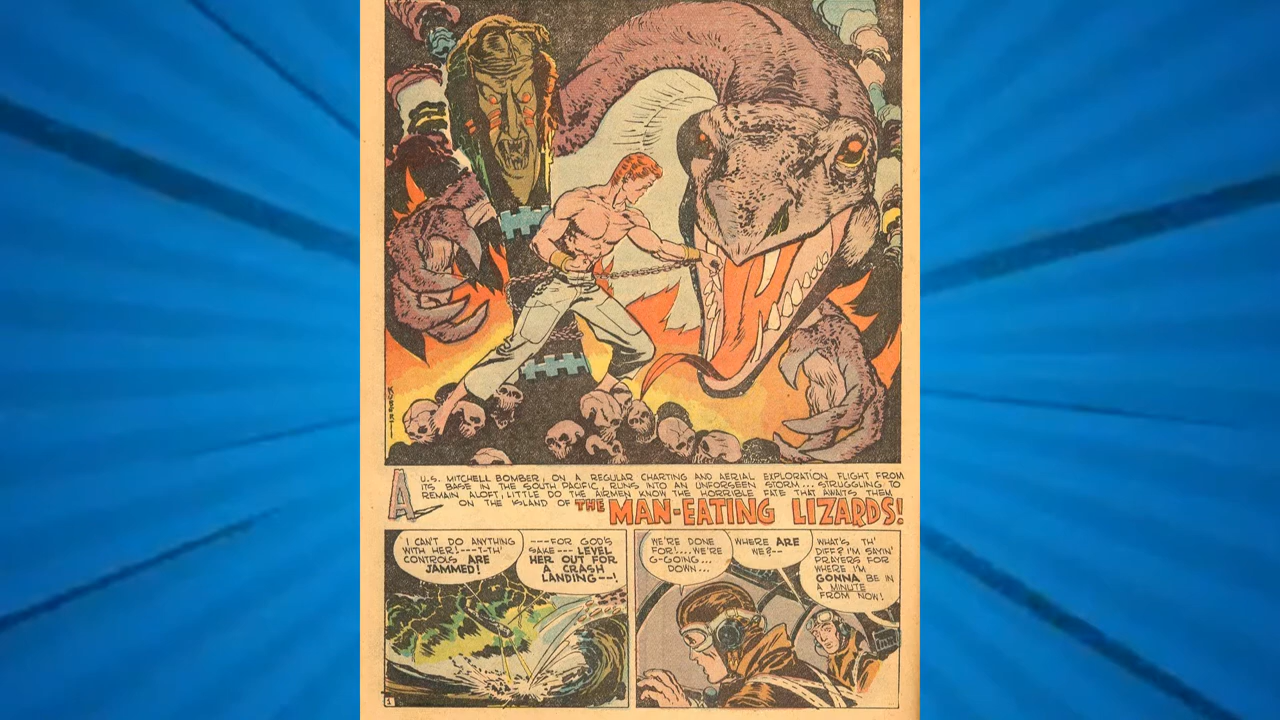 A U.S. MITCHELL BOMBER, ON A REGULAR CHARTING AND AERIAL EXPLORATION FLIGHT FROM
ITS BASE IN THE SOUTH PACIFIC, RUNS INTO AN UNFORSEEN STORM... STRUGGLING TO
REMAIN ALOFT, LITTLE DO THE AIRMEN KNOW THE HORRIBLE FATE THAT AWAITS THEM
ON THE ISLAND OF THE MAN-EATING LIZARDS!
I CAN'T DO ANYTHING
WITH HER!---T-TH'
CONTROLS ARE
JAMMED!
---FOR GOD'S
SAKE--- LEVEL
HER OUT FOR
A CRASH
LANDING--!
WE'RE DONE
FOR!...WE'RE
G-GOING...
DOWN...
WHERE ARE
WE?--
WHAT'S TH'
DIFF? I'M SAYIN'
PRAYERS FOR
WHERE I'M
GONNA BE IN
A MINUTE
FROM NOW!
1